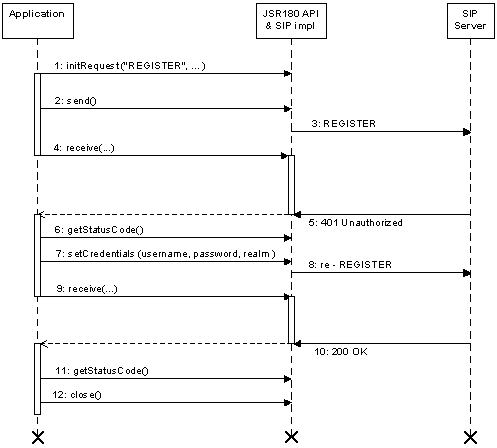 Application
JSR180 API
& SIP impl
SIP
Server
1: initRequest("REGISTER", ...)
2: send()
3: REGISTER
4: receive(...)
5: 401 Unauthorized
6: getStatusCode()
7: setCredentials (username, password, realm )
8: re - REGISTER
9: receive(...)
10: 200 OK
11: getStatusCode()
12: close()